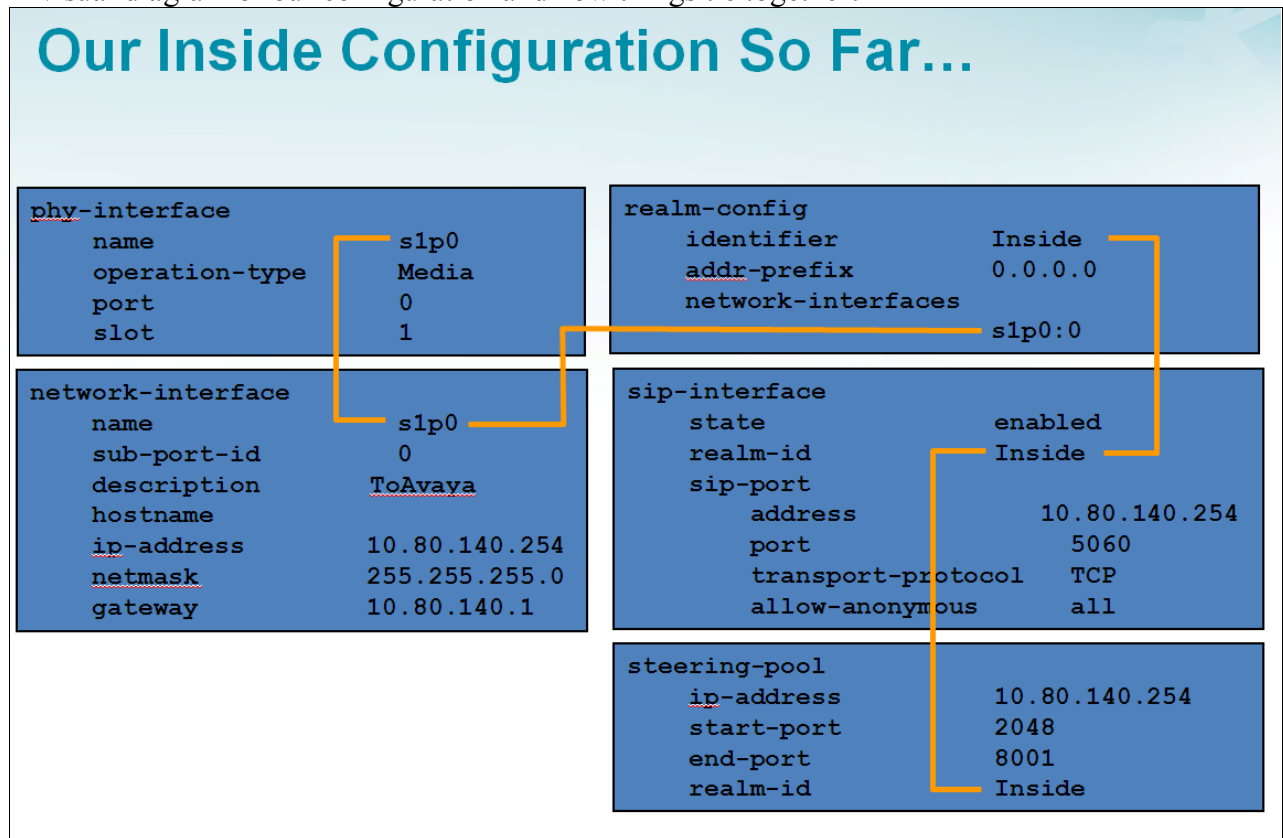 Our Inside Configuration So Far...
phy-interface
name s1p0
operation-type Media
port 0
slot 1
network-interface
name s1p0
sub-port-id 0
description ToAvaya
hostname
ip-address 10.80.140.254
netmask 255.255.255.0
gateway 10.80.140.1
realm-config
identifier Inside
addr-prefix 0.0.0.0
network-interfaces
s1p0:0
sip-interface
state enabled
realm-id Inside
sip-port
address 10.80.140.254
port 5060
transport-protocol TCP
allow-anonymous all
steering-pool
ip-address 10.80.140.254
start-port 2048
end-port 8001
realm-id Inside